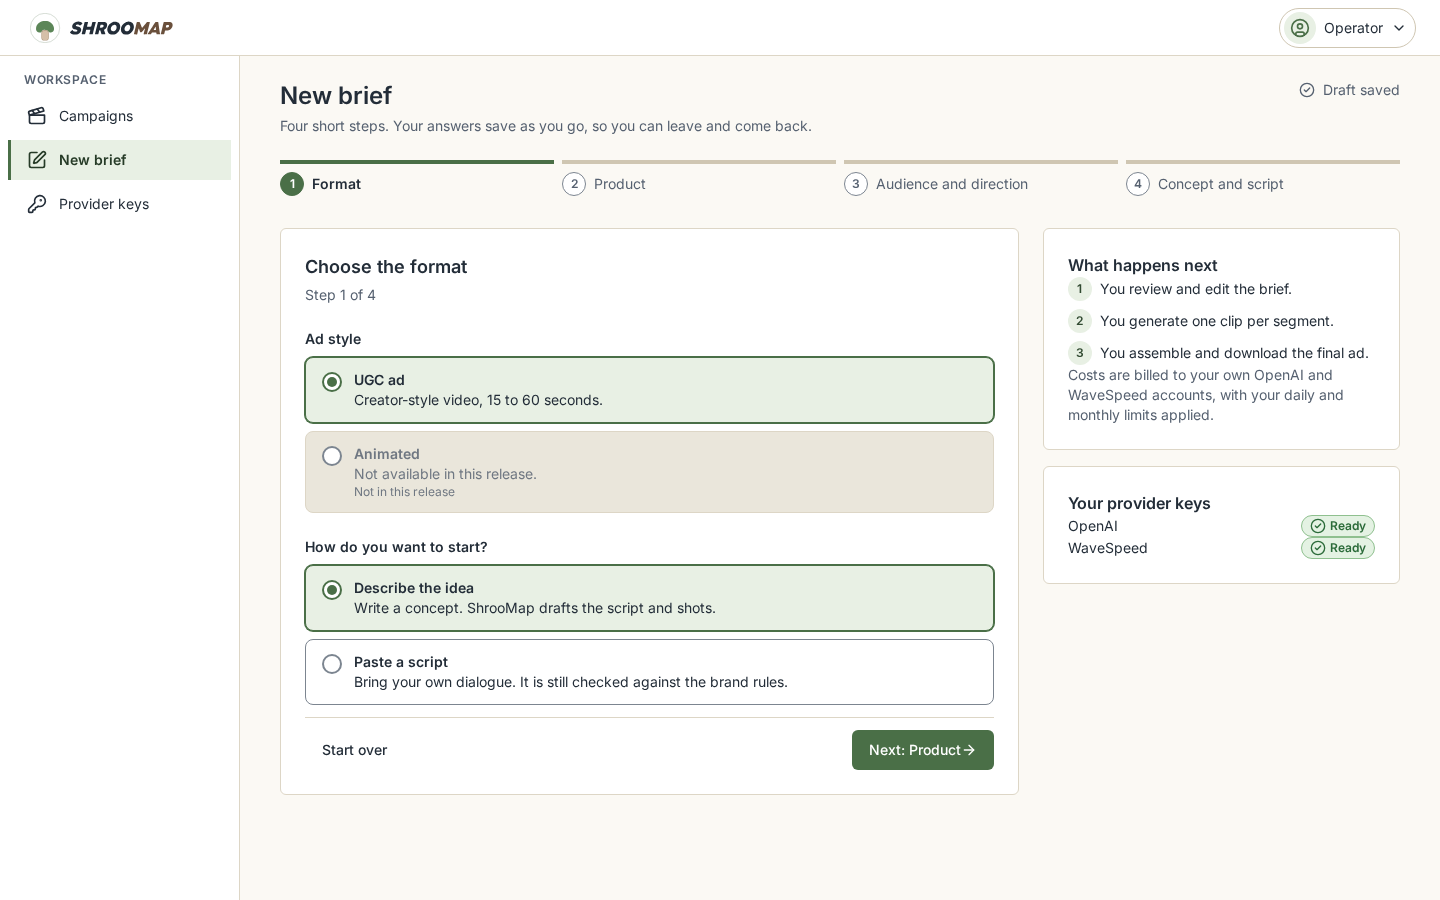 SHROOMAP
Operator
WORKSPACE
Campaigns
New brief
Provider keys
New brief
Draft saved
Four short steps. Your answers save as you go, so you can leave and come back.
1 Format
2 Product
3 Audience and direction
4 Concept and script
Choose the format
Step 1 of 4
Ad style
UGC ad
Creator-style video, 15 to 60 seconds.
Animated
Not available in this release.
Not in this release
How do you want to start?
Describe the idea
Write a concept. ShrooMap drafts the script and shots.
Paste a script
Bring your own dialogue. It is still checked against the brand rules.
Start over
Next: Product
What happens next
1 You review and edit the brief.
2 You generate one clip per segment.
3 You assemble and download the final ad.
Costs are billed to your own OpenAI and
WaveSpeed accounts, with your daily and
monthly limits applied.
Your provider keys
OpenAI Ready
WaveSpeed Ready